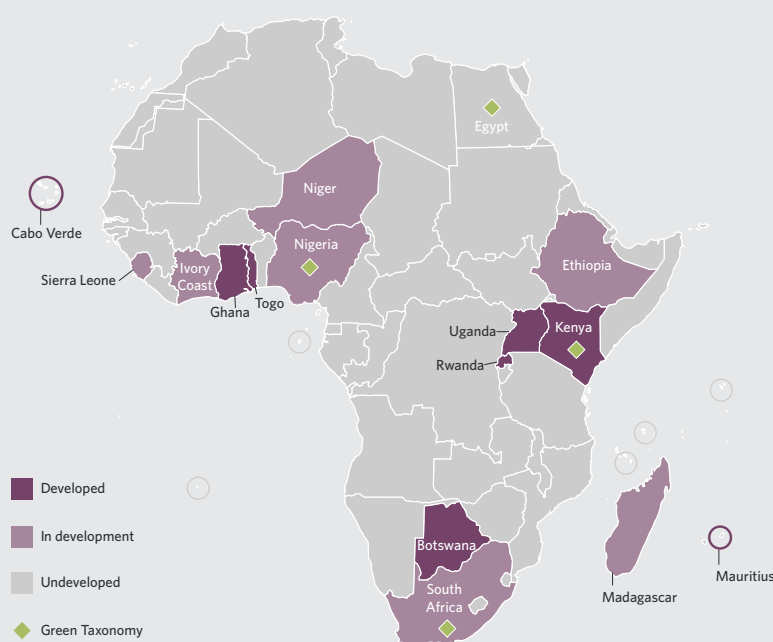 Egypt
Niger
Cabo Verde
Nigeria
Ethiopia
Sierra Leone
Ivory
Coast
Ghana
Togo
Uganda
Kenya
Rwanda
Developed
In development
Undeveloped
Green Taxonomy
Botswana
South
Africa
Madagascar
Mauritius